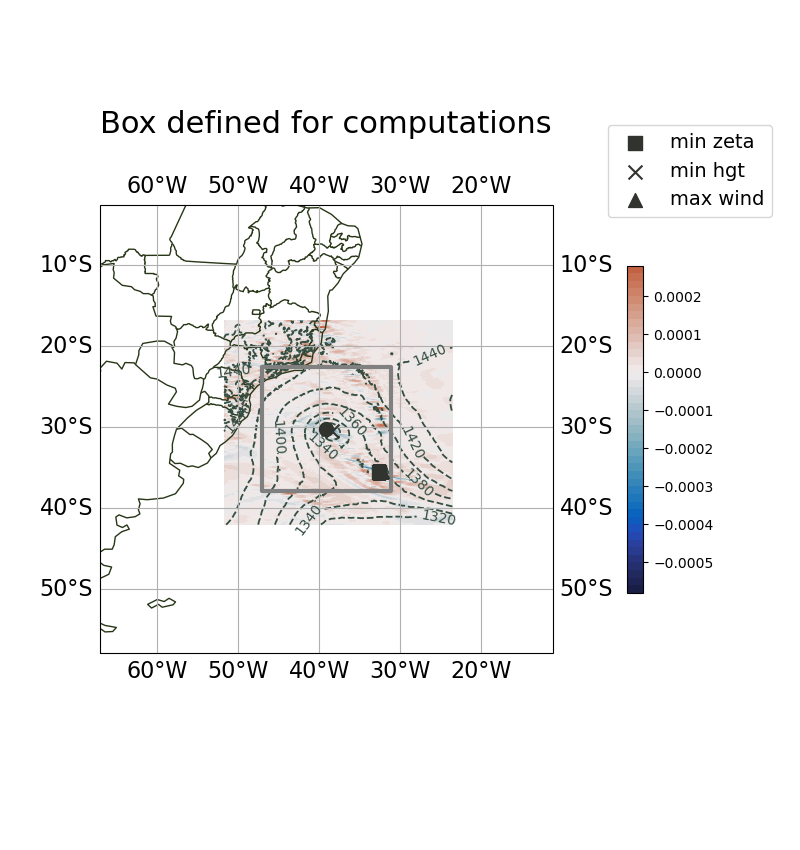 Box defined for computations
min zeta
min hgt
max wind
60°W 50°W 40°W 30°W 20°W
10°S 10°S
20°S 20°S
30°S 30°S
40°S 40°S
50°S 50°S
60°W 50°W 40°W 30°W 20°W
1440
1400
1360
1340
1420
1380
1340
1320
0.0002
0.0001
0.0000
−0.0001
−0.0002
−0.0003
−0.0004
−0.0005